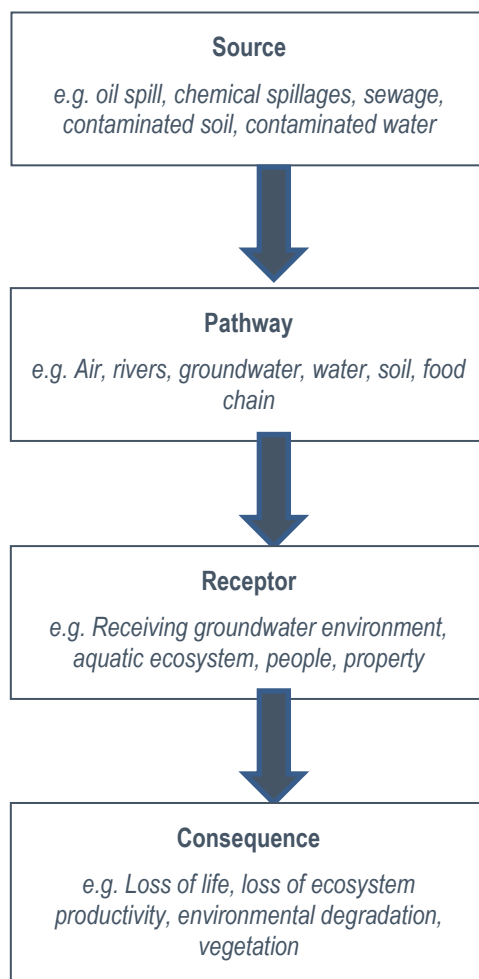 Source
e.g. oil spill, chemical spillages, sewage,
contaminated soil, contaminated water
Pathway
e.g. Air, rivers, groundwater, water, soil, food
chain
Receptor
e.g. Receiving groundwater environment,
aquatic ecosystem, people, property
Consequence
e.g. Loss of life, loss of ecosystem
productivity, environmental degradation,
vegetation